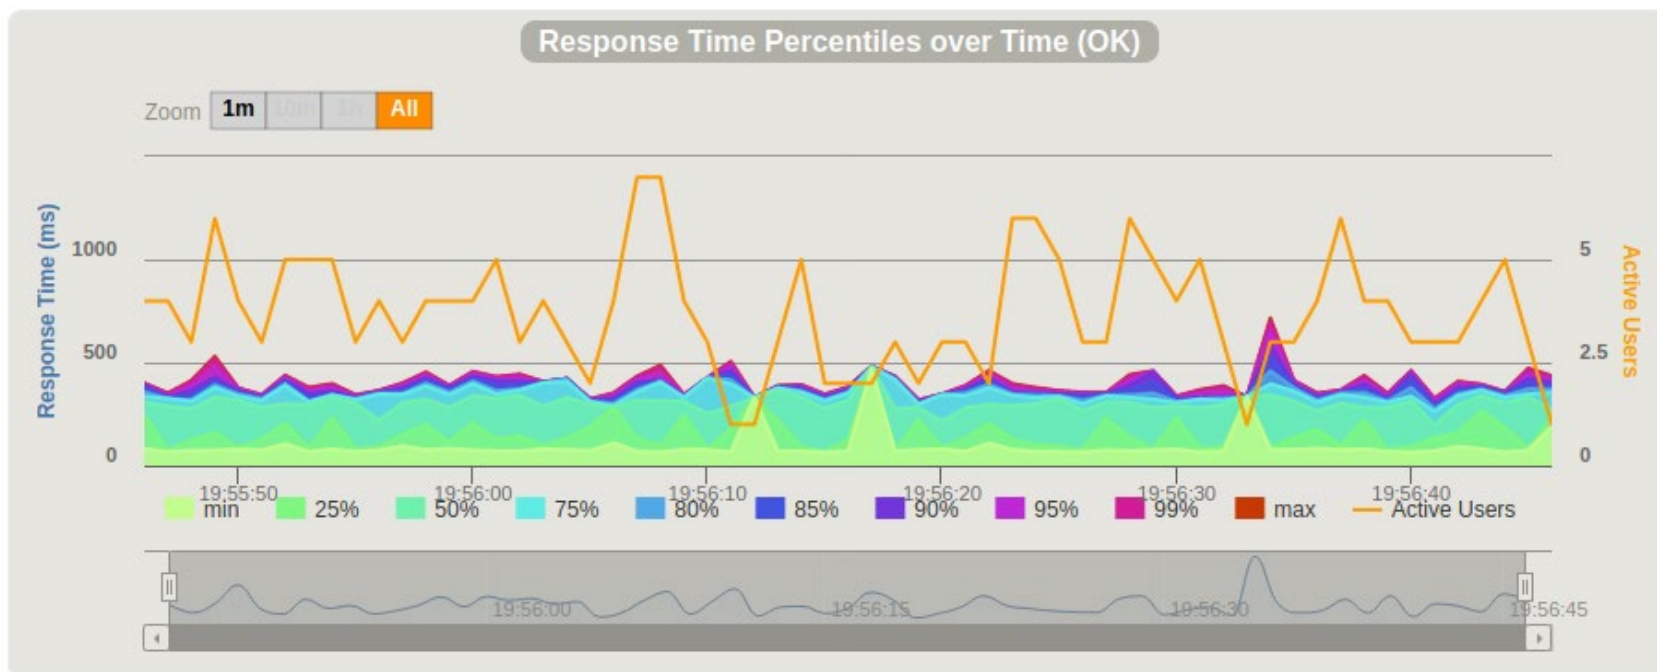 Response Time Percentiles over Time (OK)
Zoom 1m 10m 1h All
Response Time (ms)
1000
500
0
5
2.5
0
Active Users
19:55:50 19:56:00 19:56:10 19:56:20 19:56:30 19:56:40
min 25% 50% 75% 80% 85% 90% 95% 99% max Active Users
19:56:00 19:56:15 19:56:30 19:56:45